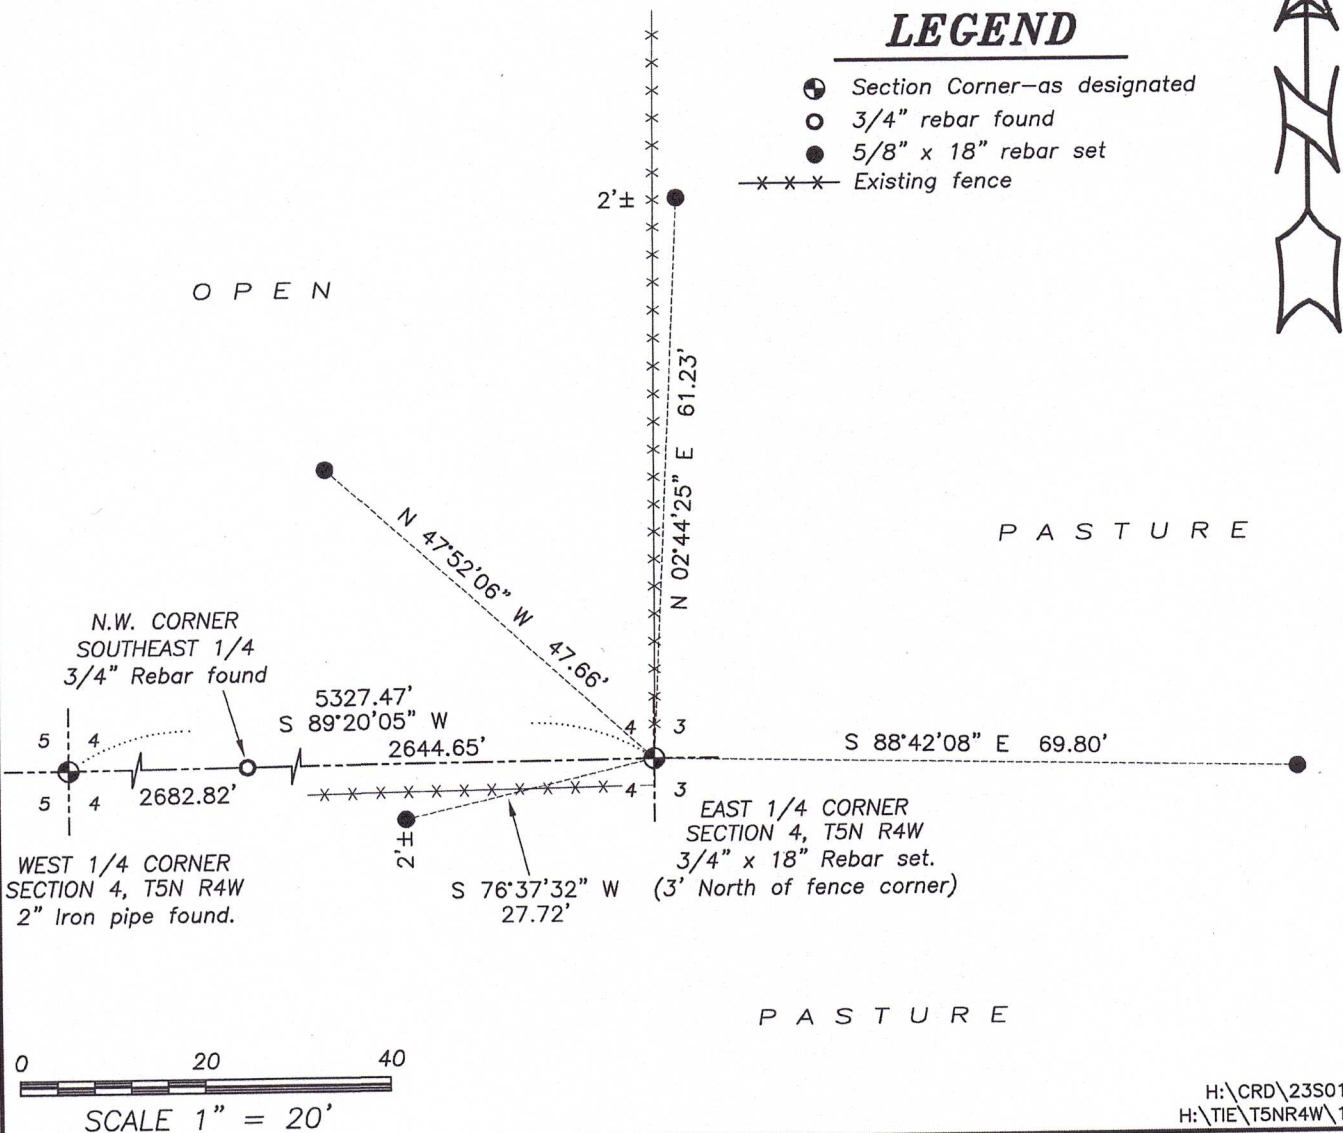 LEGEND
Section Corner-as designated
3/4" rebar found
5/8" x 18" rebar set
x x x Existing fence
N
2'±
OPEN
N 02°44'25" E 61.23'
PASTURE
N 47°52'06" W 47.66'
N.W. CORNER
SOUTHEAST 1/4
3/4" Rebar found
5327.47'
S 89°20'05" W
2644.65'
5 4
4 3
S 88°42'08" E 69.80'
5 4
2682.82'
4 3
2'±
WEST 1/4 CORNER
SECTION 4, T5N R4W
2" Iron pipe found.
S 76°37'32" W
27.72'
EAST 1/4 CORNER
SECTION 4, T5N R4W
3/4" x 18" Rebar set.
(3' North of fence corner)
PASTURE
0 20 40
SCALE 1" = 20'
H:\CRD\23S01
H:\TIE\T5NR4W\1